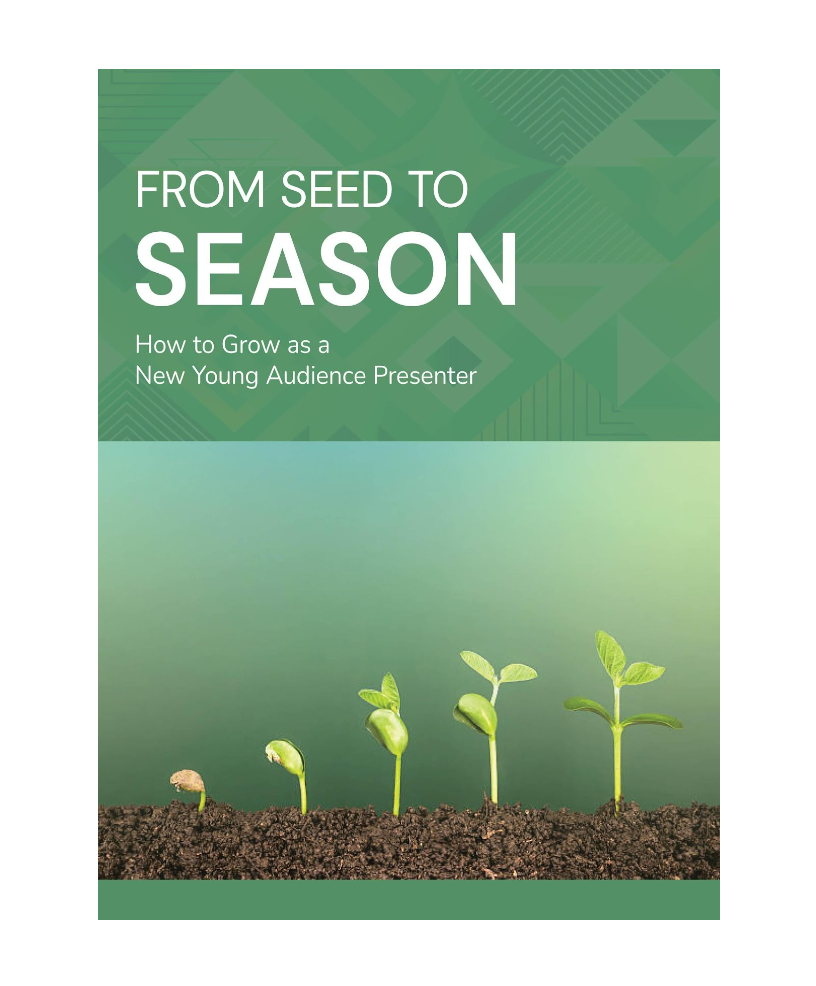 FROM SEED TO
SEASON
How to Grow as a
New Young Audience Presenter